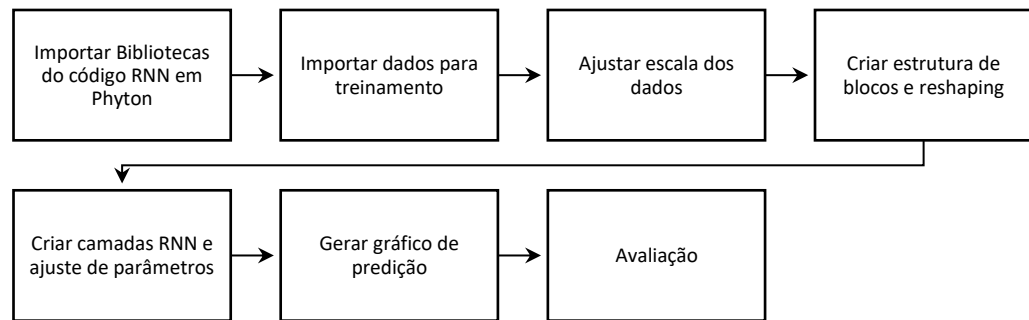 Importar Bibliotecas
do código RNN em
Phyton
Importar dados para
treinamento
Ajustar escala dos
dados
Criar estrutura de
blocos e reshaping
Criar camadas RNN e
ajuste de parâmetros
Gerar gráfico de
predição
Avaliação